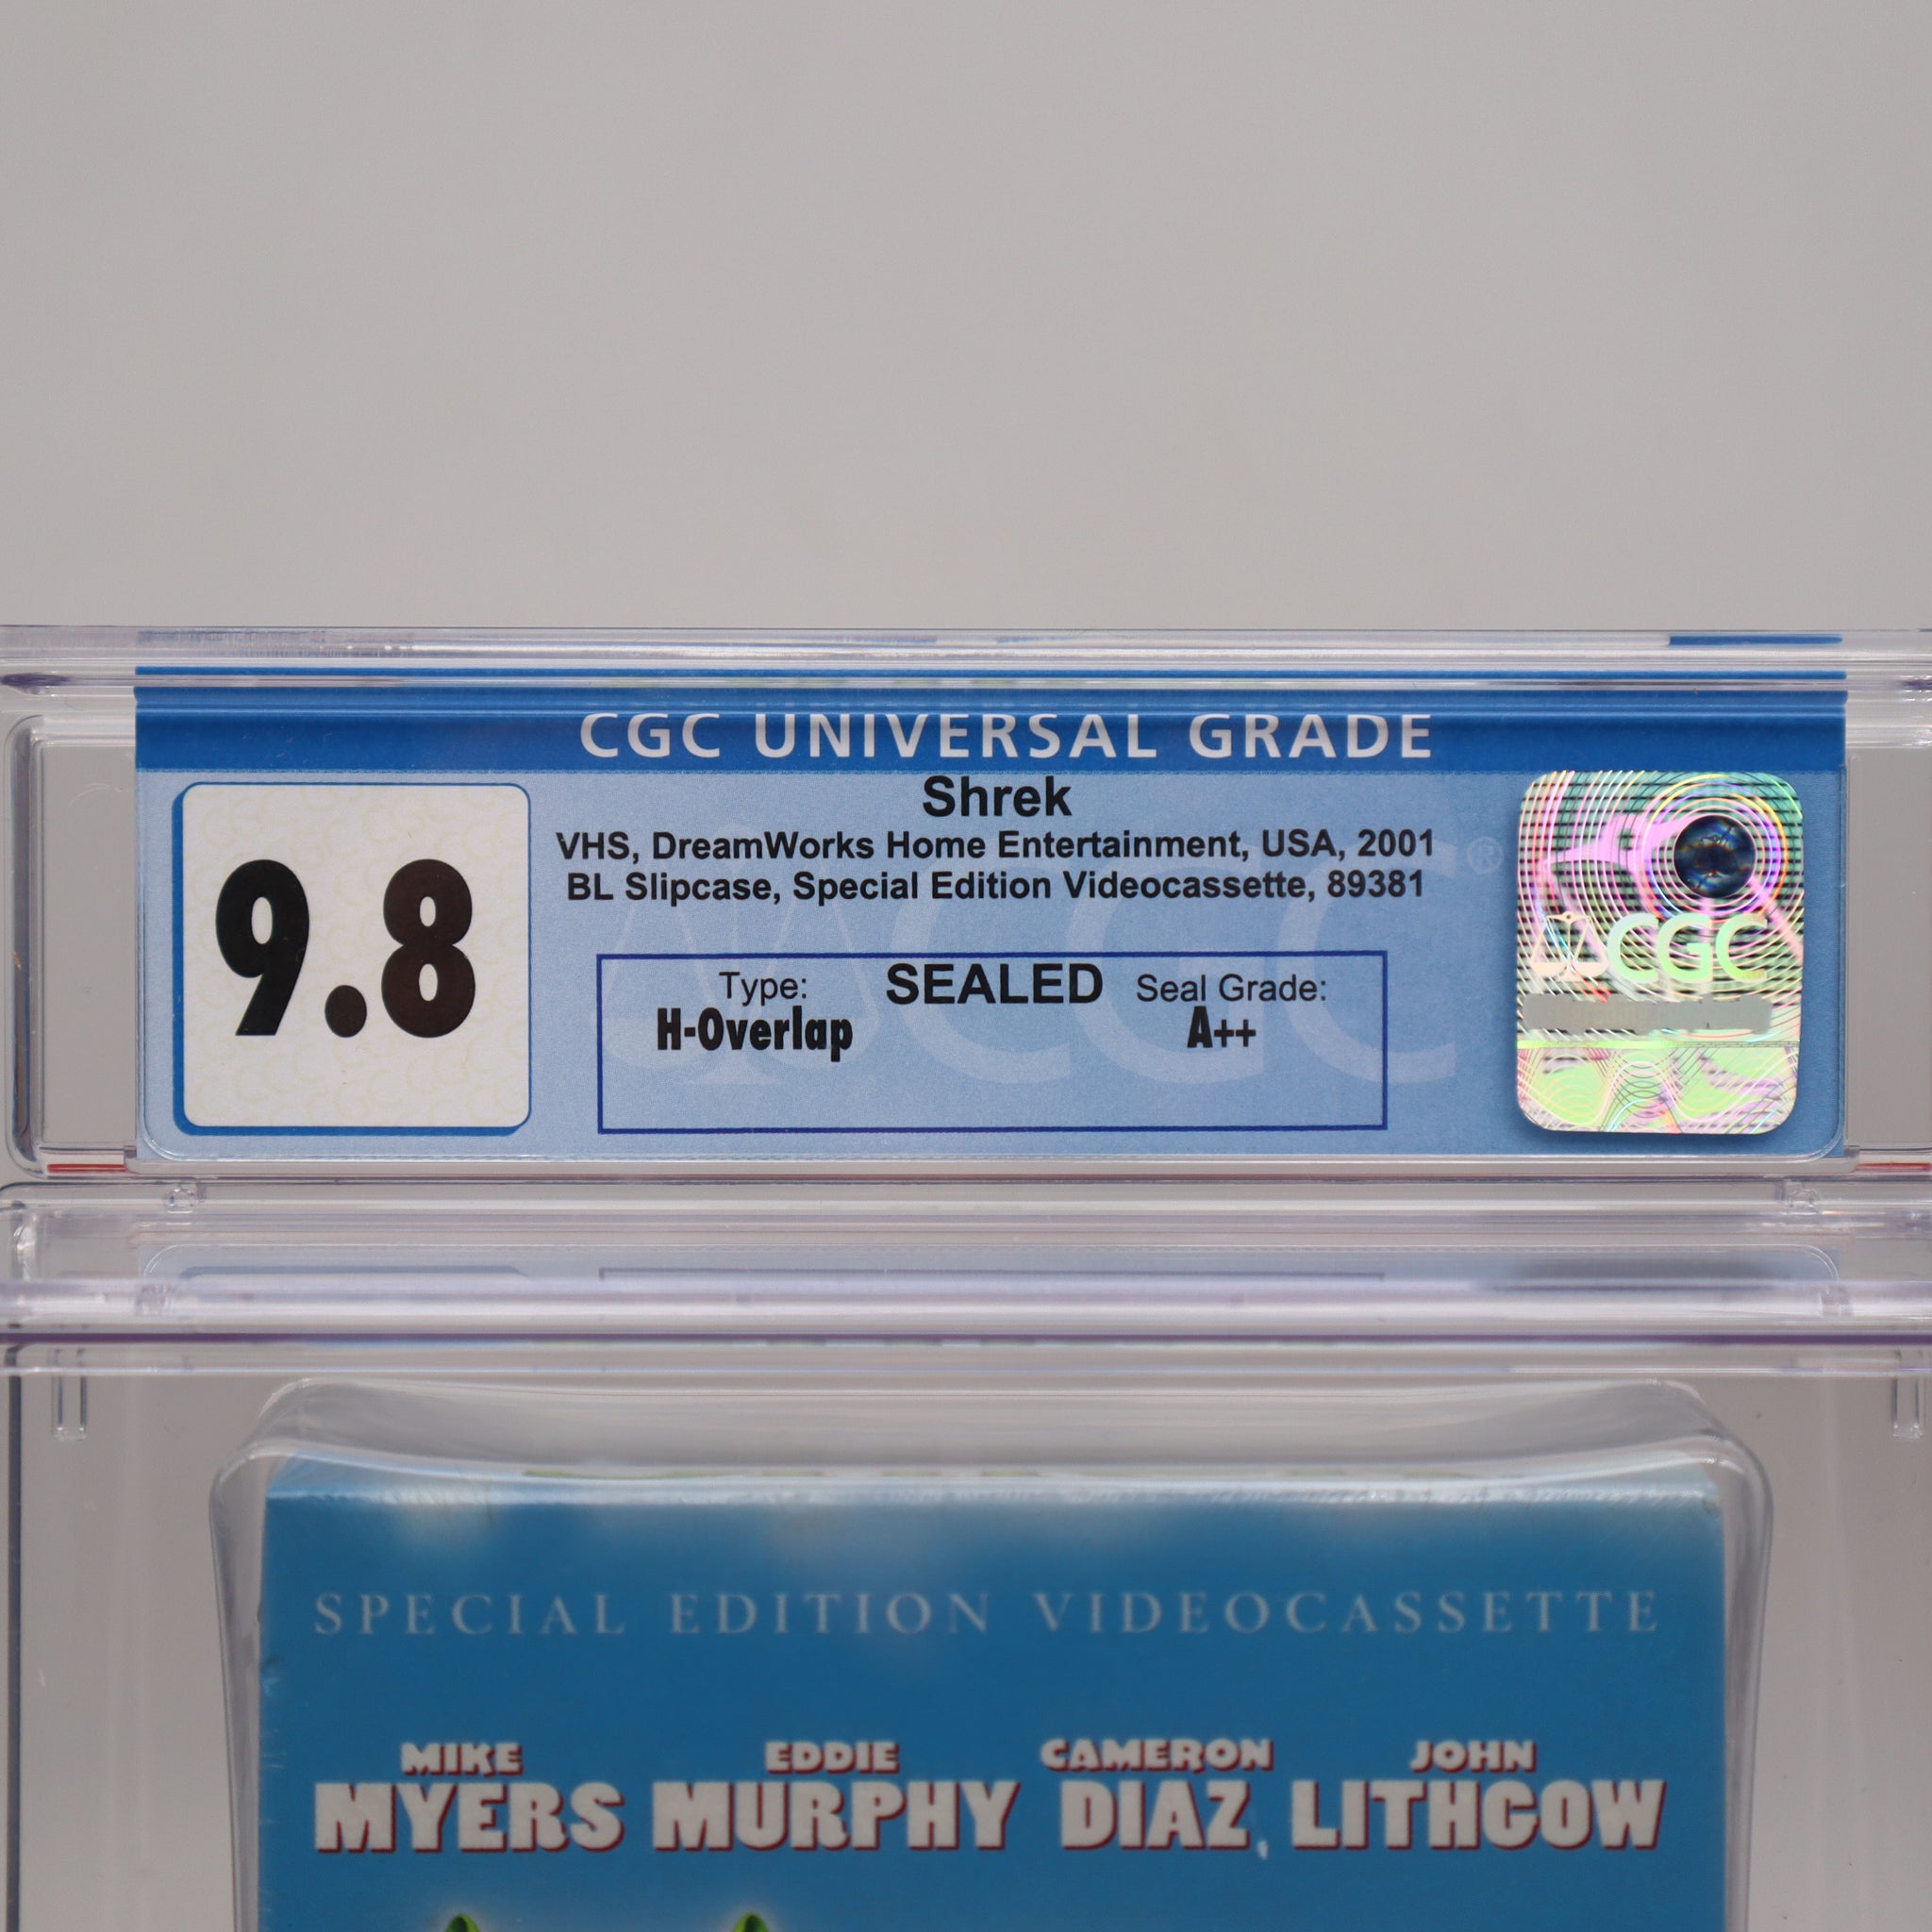 CGC UNIVERSAL GRADE
9.8
Shrek
VHS, DreamWorks Home Entertainment, USA, 2001
BL Slipcase, Special Edition Videocassette, 89381
CGC ®
Type: SEALED Seal Grade:
H-Overlap A++
CGC
SPECIAL EDITION VIDEOCASSETTE
MIKE EDDIE CAMERON JOHN
MYERS MURPHY DIAZ, LITHGOW